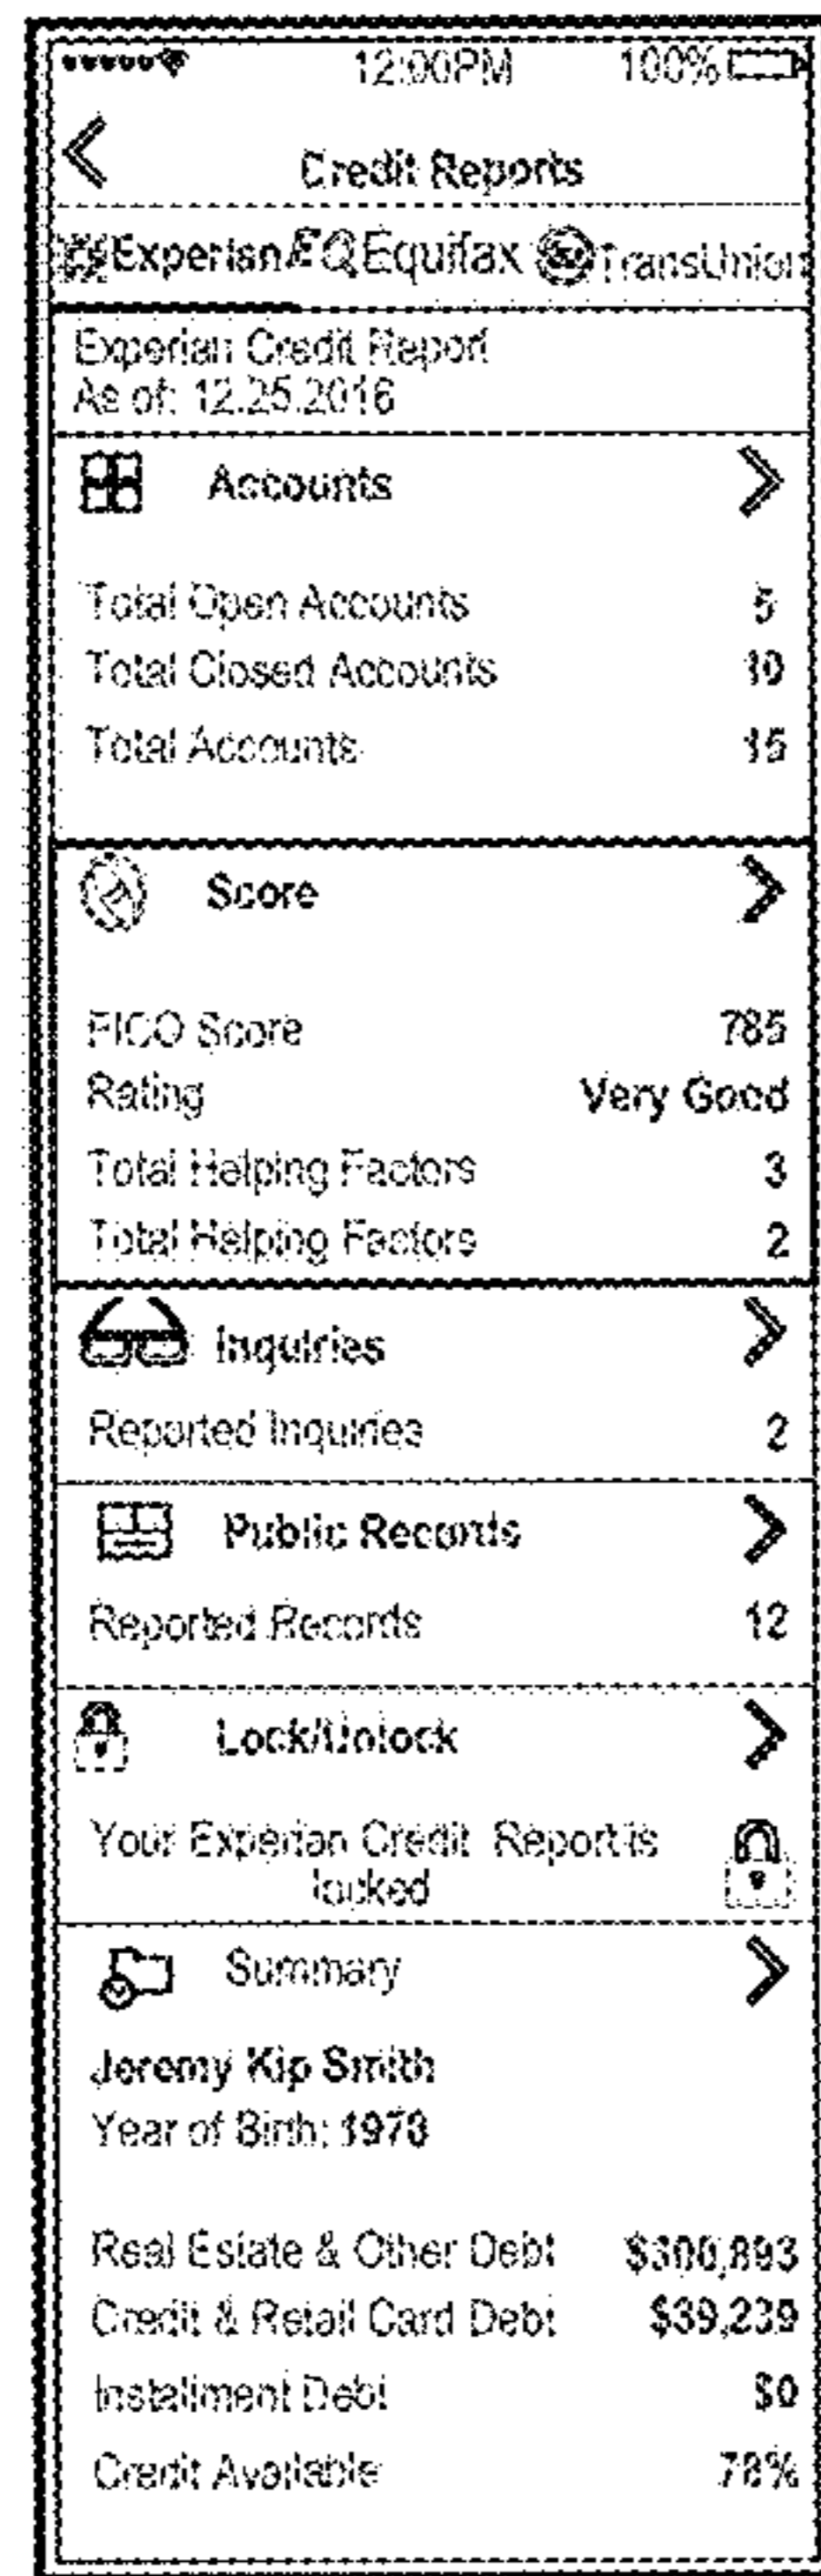 12:00PM 100%
Credit Reports
Experian EQ Equifax TransUnion
Experian Credit Report
As of: 12.25.2016
Accounts
Total Open Accounts 5
Total Closed Accounts 10
Total Accounts 15
Score
FICO Score 785
Rating Very Good
Total Helping Factors 3
Total Helping Factors 2
Inquiries
Reported Inquiries 2
Public Records
Reported Records 12
Lock/Unlock
Your Experian Credit Report is
locked
Summary
Jeremy Kip Smith
Year of Birth: 1973
Real Estate & Other Debt $300,893
Credit & Retail Card Debt $39,239
Installment Debt $0
Credit Available 78%